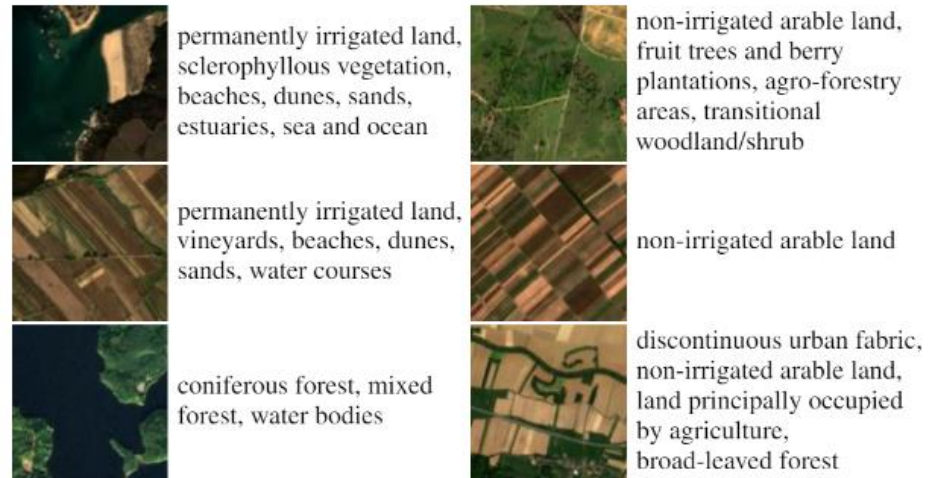 permanently irrigated land,
sclerophyllous vegetation,
beaches, dunes, sands,
estuaries, sea and ocean
non-irrigated arable land,
fruit trees and berry
plantations, agro-forestry
areas, transitional
woodland/shrub
permanently irrigated land,
vineyards, beaches, dunes,
sands, water courses
non-irrigated arable land
coniferous forest, mixed
forest, water bodies
discontinuous urban fabric,
non-irrigated arable land,
land principally occupied
by agriculture,
broad-leaved forest